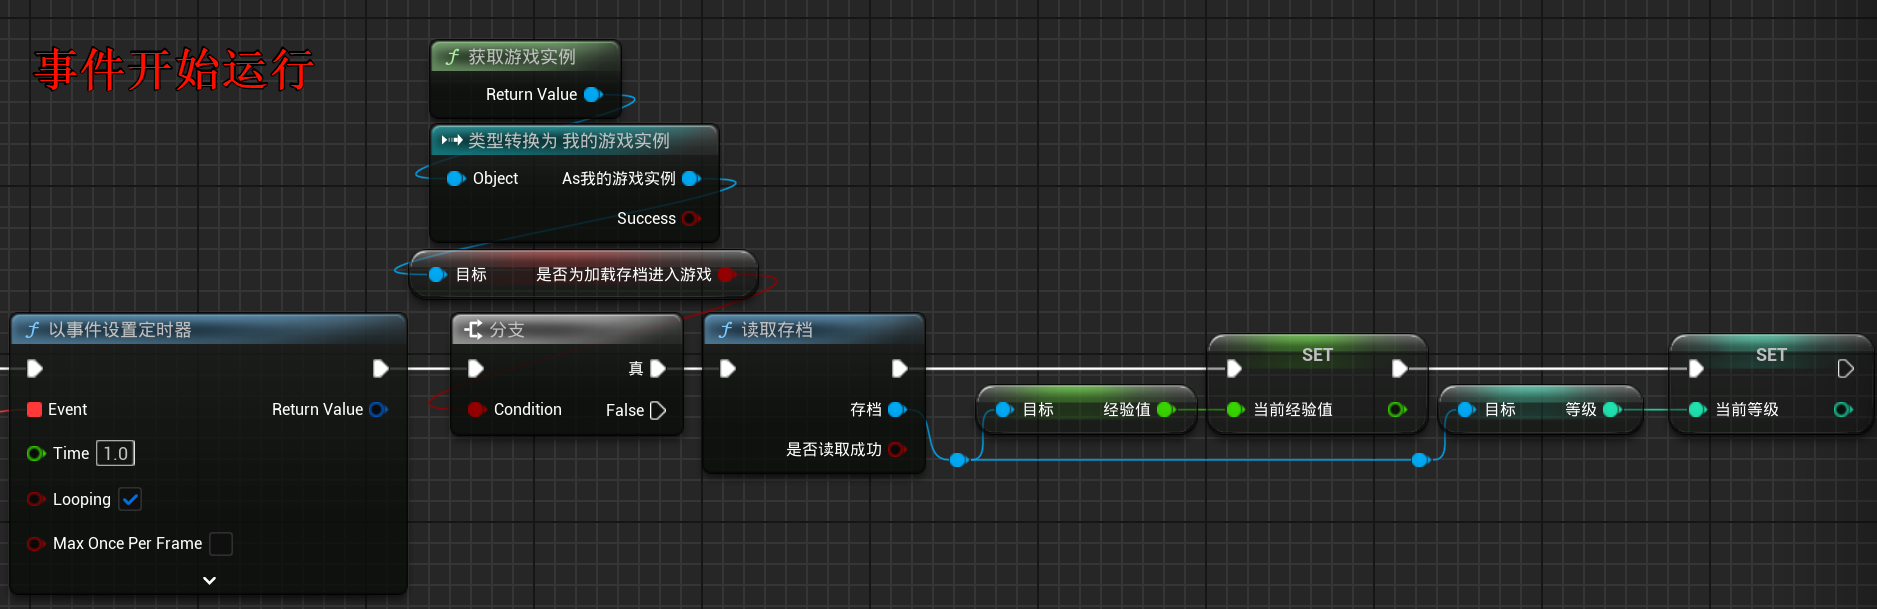 事件开始运行
获取游戏实例
Return Value
类型转换为 我的游戏实例
Object
As我的游戏实例
Success
目标
是否为加载存档进入游戏
以事件设置定时器
Event
Return Value
Time 1.0
Looping
Max Once Per Frame
分支
真
Condition
False
读取存档
存档
是否读取成功
目标
经验值
SET
当前经验值
目标
等级
SET
当前等级